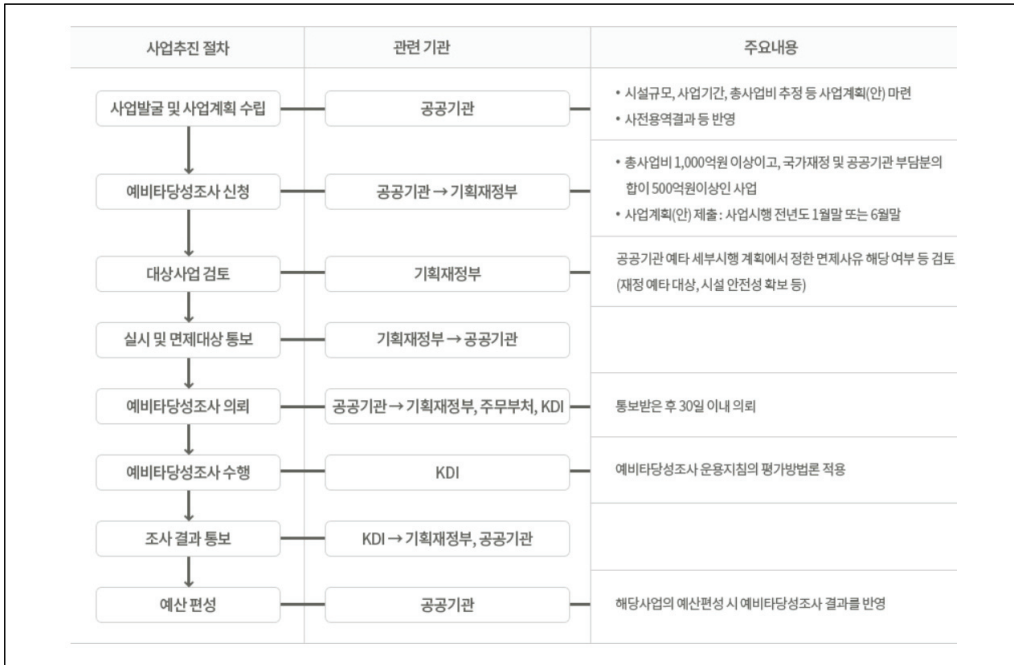 사업추진 절차
관련 기관
주요내용
사업발굴 및 사업계획 수립
공공기관
• 시설규모, 사업기간, 총사업비 추정 등 사업계획(안) 마련
• 사전용역결과 등 반영
예비타당성조사 신청
공공기관 → 기획재정부
• 총사업비 1,000억원 이상이고, 국가재정 및 공공기관 부담분의
합이 500억원이상인 사업
• 사업계획(안) 제출 : 사업시행 전년도 1월말 또는 6월말
대상사업 검토
기획재정부
공공기관 예타 세부시행 계획에서 정한 면제사유 해당 여부 등 검토
(재정 예타 대상, 시설 안전성 확보 등)
실시 및 면제대상 통보
기획재정부 → 공공기관
예비타당성조사 의뢰
공공기관 → 기획재정부, 주무부처, KDI
통보받은 후 30일 이내 의뢰
예비타당성조사 수행
KDI
예비타당성조사 운용지침의 평가방법론 적용
조사 결과 통보
KDI → 기획재정부, 공공기관
예산 편성
공공기관
해당사업의 예산편성 시 예비타당성조사 결과를 반영